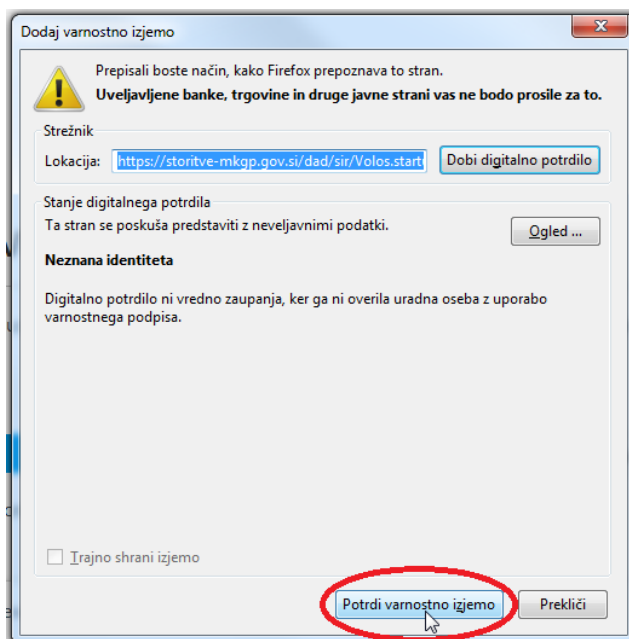 Dodaj varnostno izjemo
Prepisali boste način, kako Firefox prepoznava to stran.
Uveljavljene banke, trgovine in druge javne strani vas ne bodo prosile za to.
Strežnik
Lokacija: https://storitve-mkgp.gov.si/dad/sir/Volos.start Dobi digitalno potrdilo
Stanje digitalnega potrdila
Ta stran se poskuša predstaviti z neveljavnimi podatki. Ogled ...
Neznana identiteta
Digitalno potrdilo ni vredno zaupanja, ker ga ni overila uradna oseba z uporabo
varnostnega podpisa.
Trajno shrani izjemo
Potrdi varnostno izjemo Prekliči